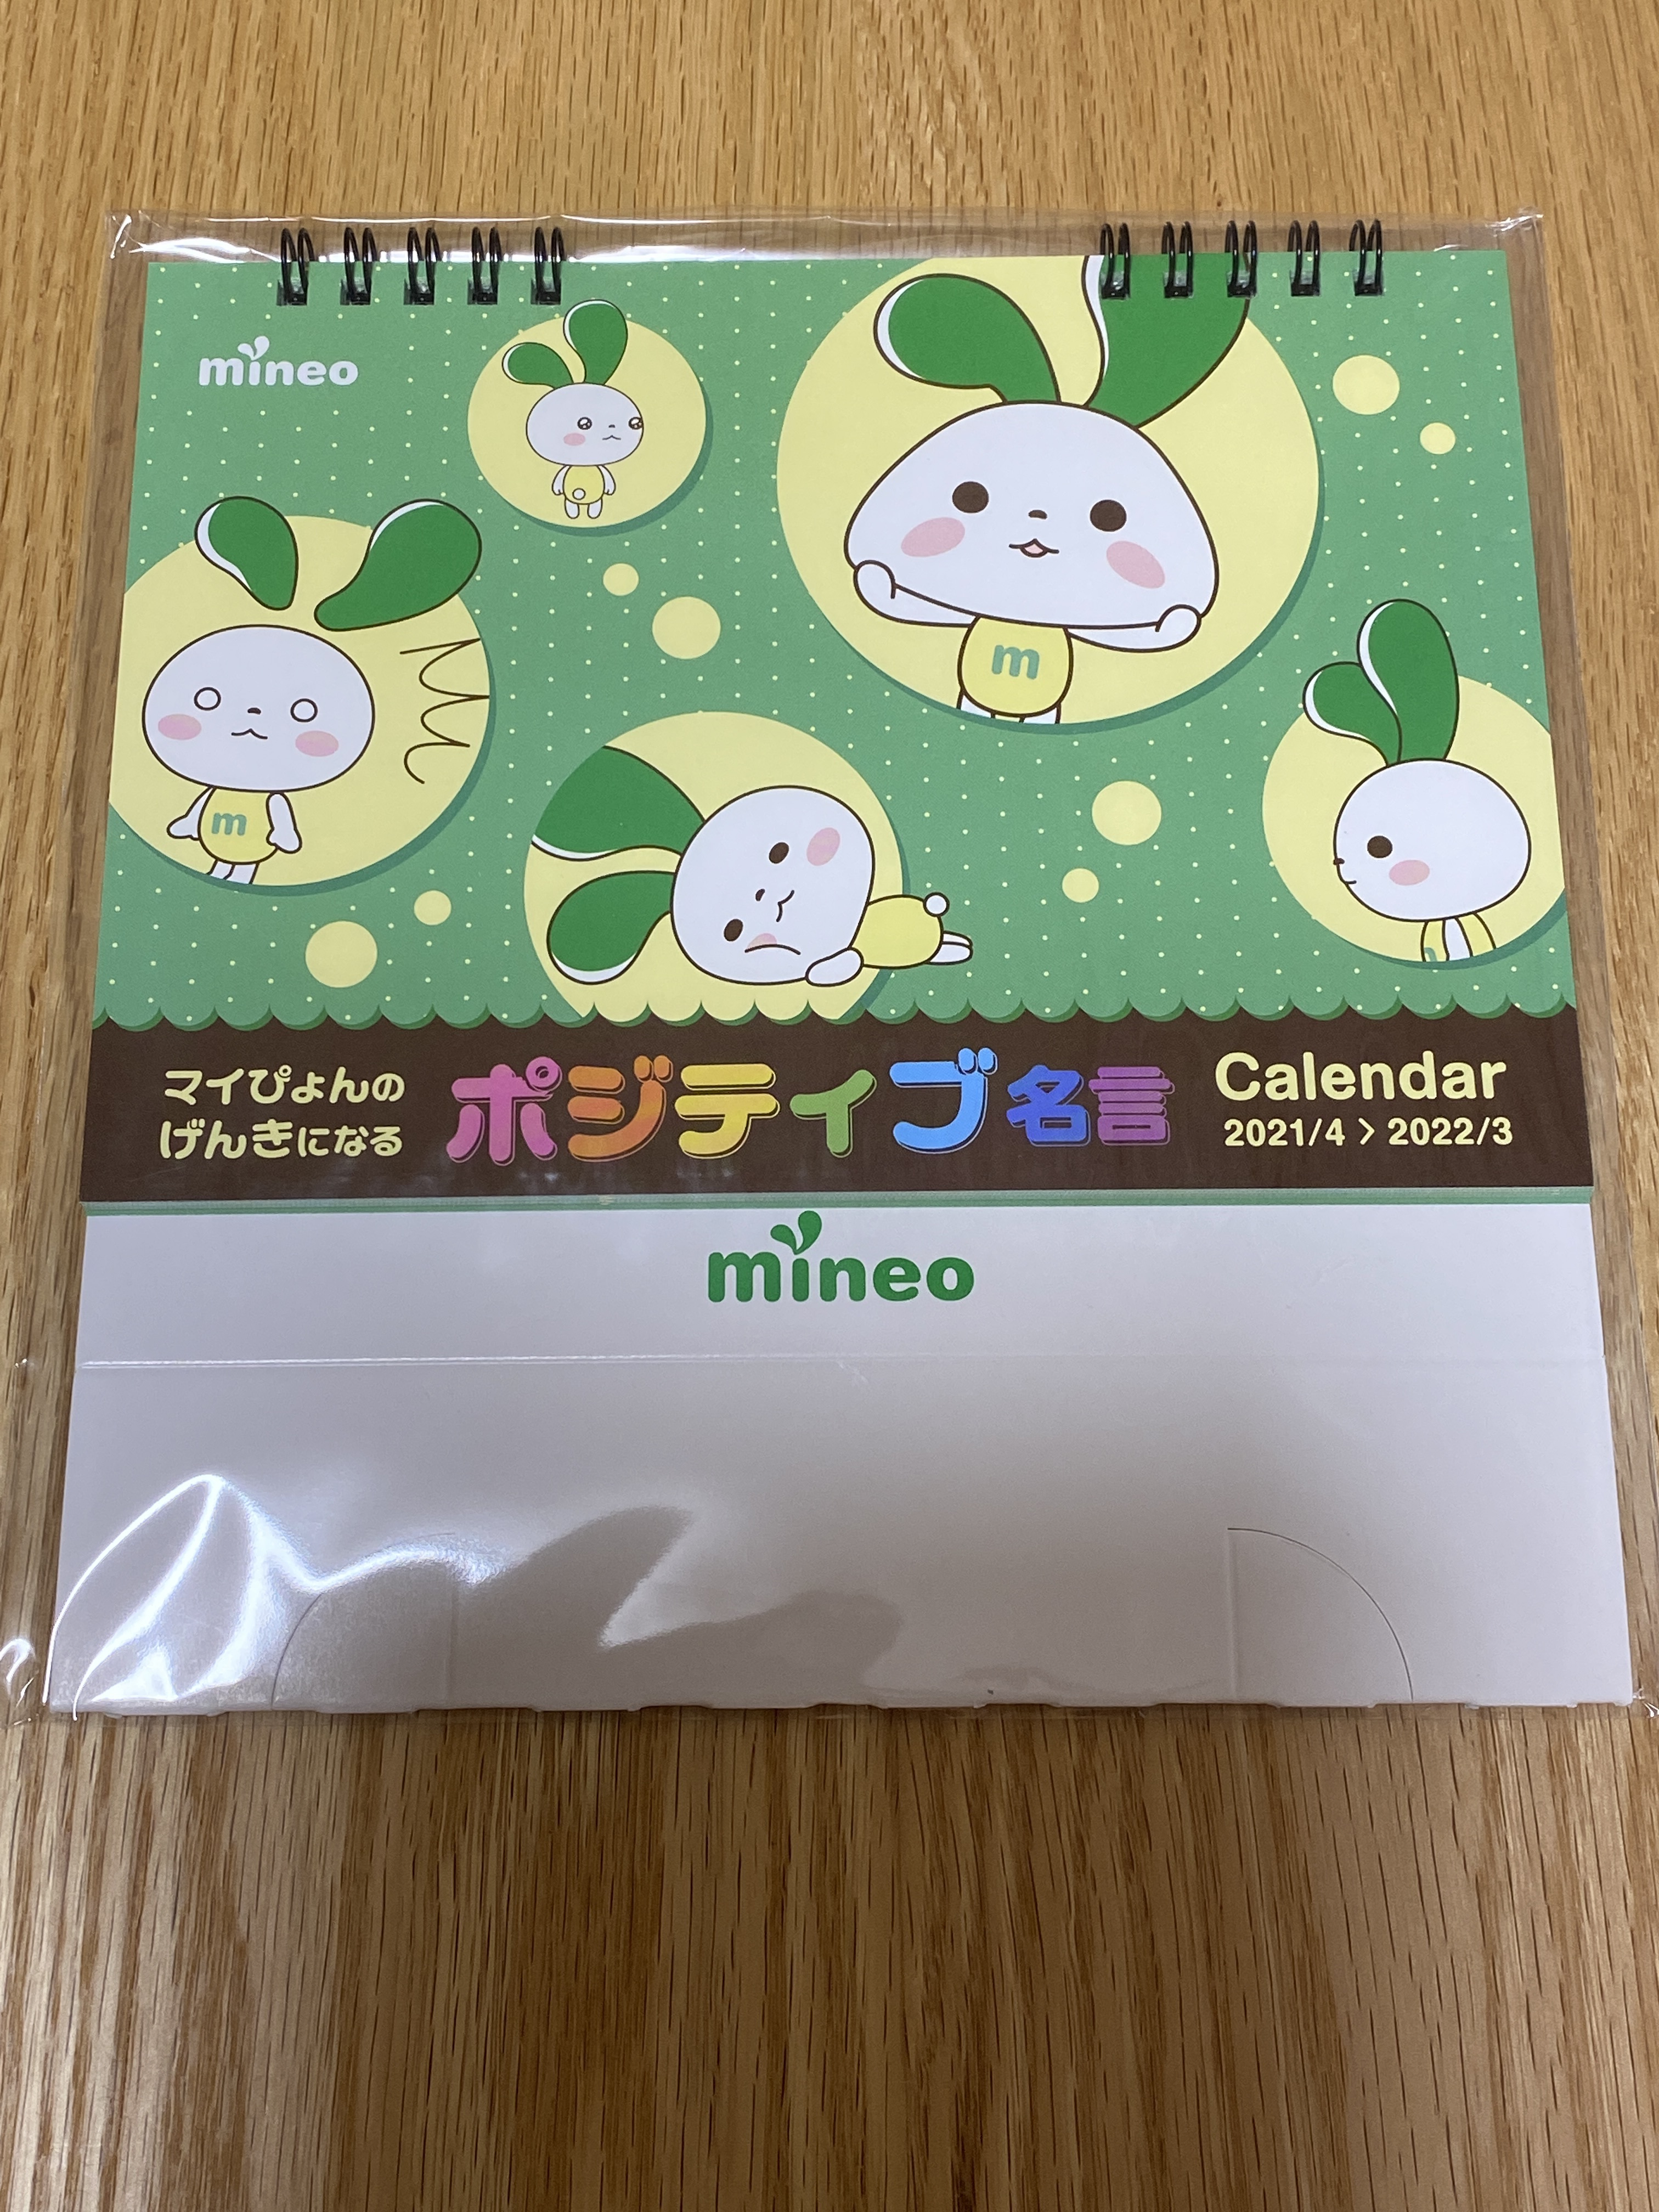 mineo
m
m
マイぴょんの
げんきになる
ポジティブ名言
Calendar
2021/4 > 2022/3
mineo